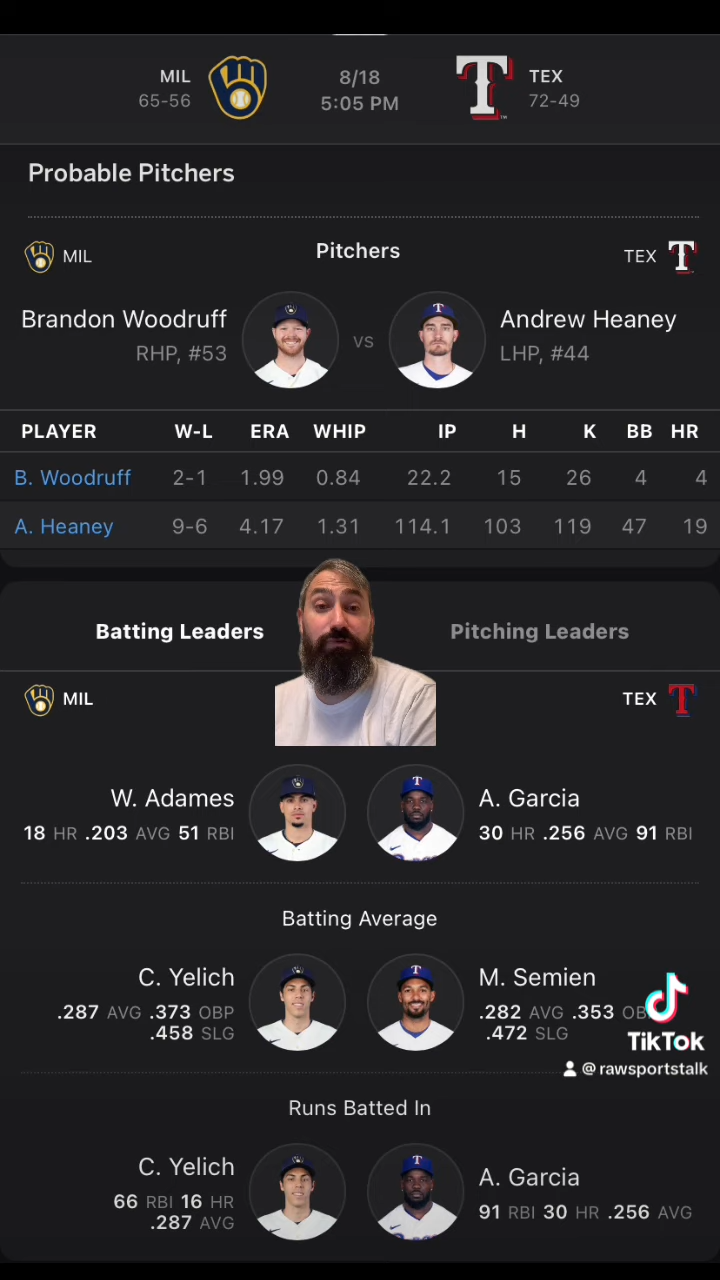 MIL
65-56
8/18
5:05 PM
TEX
72-49
Probable Pitchers
MIL
Pitchers
TEX
Brandon Woodruff
RHP, #53
vs
Andrew Heaney
LHP, #44
PLAYER W-L ERA WHIP IP H K BB HR
B. Woodruff 2-1 1.99 0.84 22.2 15 26 4 4
A. Heaney 9-6 4.17 1.31 114.1 103 119 47 19
Batting Leaders
Pitching Leaders
MIL
TEX
W. Adames
18 HR .203 AVG 51 RBI
A. Garcia
30 HR .256 AVG 91 RBI
Batting Average
C. Yelich
.287 AVG .373 OBP
.458 SLG
M. Semien
.282 AVG .353 OB
.472 SLG
TikTok
@rawsportstalk
Runs Batted In
C. Yelich
66 RBI 16 HR
.287 AVG
A. Garcia
91 RBI 30 HR .256 AVG